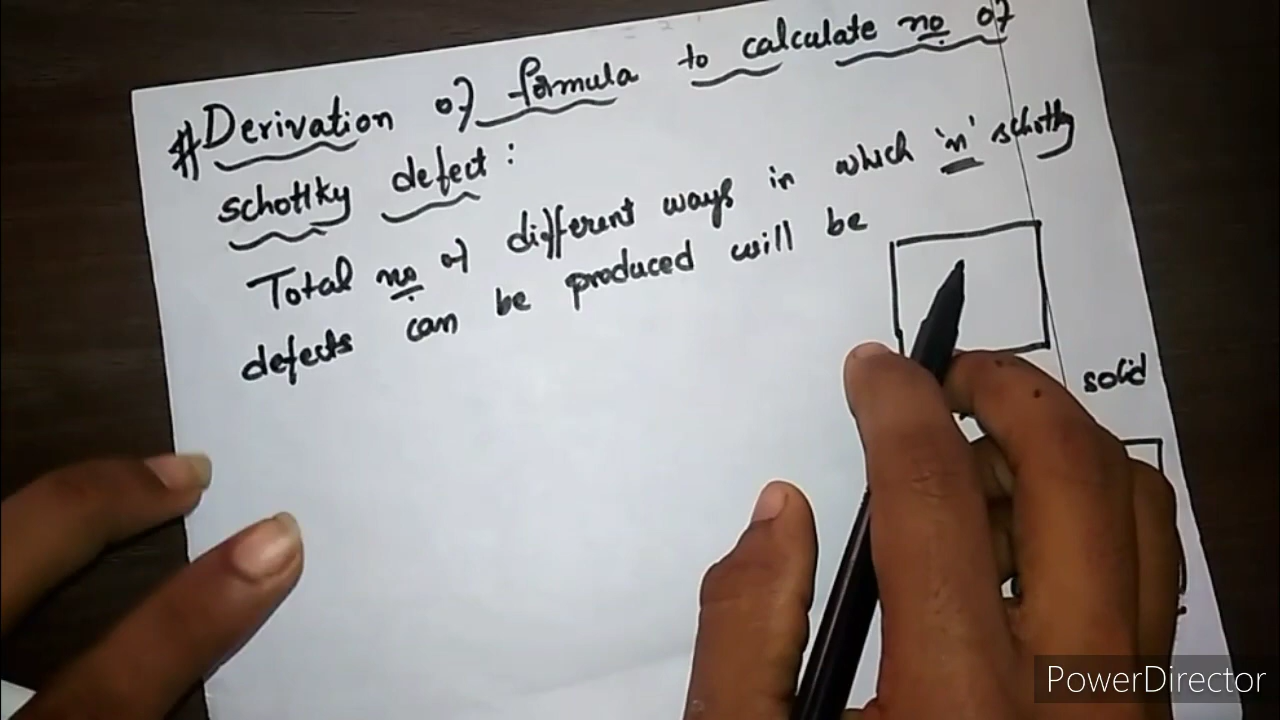 #Derivation of formula to calculate no of
schottky defect :
Total no of different ways in which 'n' schottky
defects can be produced will be
solid
PowerDirector